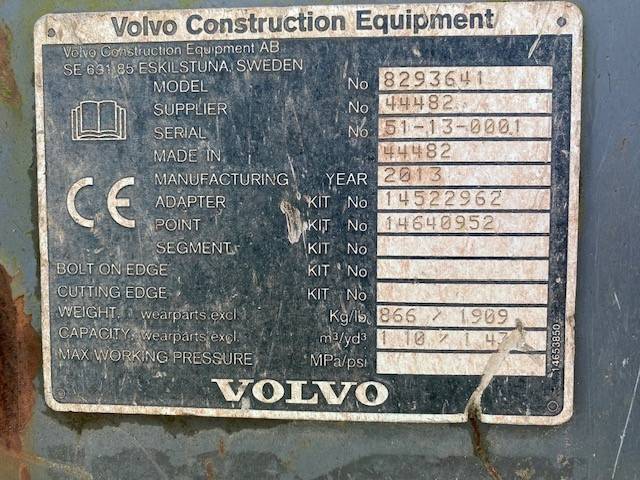 Volvo Construction Equipment
Volvo Construction Equipment AB
SE 631 85 ESKILSTUNA, SWEDEN
MODEL No 8293641
SUPPLIER No 44482
SERIAL No 51-13-0001
MADE IN 44482
MANUFACTURING YEAR 2013
CE
ADAPTER KIT No 14522962
POINT KIT No 14640952
SEGMENT KIT No
BOLT ON EDGE KIT No
CUTTING EDGE KIT No
WEIGHT, wearparts excl. Kg/lb 866 / 1909
CAPACITY, wearparts excl. m³/yd³ 1.10 /
MAX WORKING PRESSURE MPa/psi
VOLVO
14653850